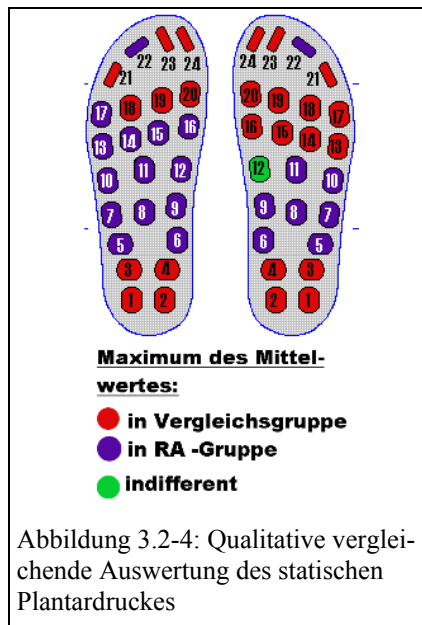 22 23 24 24 23 22
21 21
20 20
19 19
18 18
17 17
16 16
15 15
14 14
13 13
12 11 12 11
10 10
9 9
8 8
7 7
6 6
5 5
3 4 4 3
1 2 2 1
Maximum des Mittel-
wertes:
in Vergleichsgruppe
in RA -Gruppe
indifferent
Abbildung 3.2-4: Qualitative verglei-
chende Auswertung des statischen
Plantardruckes